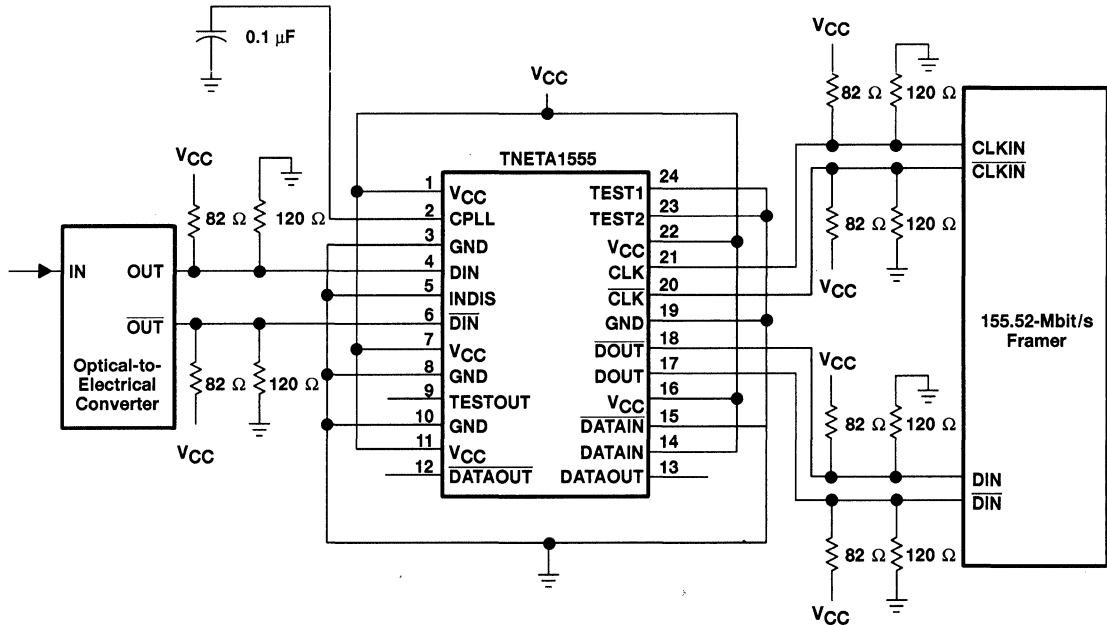 0.1 µF
VCC
82 Ω
120 Ω
VCC
TNETA1555
VCC
82 Ω
120 Ω
IN
OUT
OUT
Optical-to-
Electrical
Converter
82 Ω
120 Ω
VCC
1 VCC
2 CPLL
3 GND
4 DIN
5 INDIS
6 DIN
7 VCC
8 GND
9 TESTOUT
10 GND
11 VCC
12 DATAOUT
TEST1 24
TEST2 23
VCC 22
CLK 21
CLK 20
GND 19
DOUT 18
DOUT 17
VCC 16
DATAIN 15
DATAIN 14
DATAOUT 13
CLKIN
CLKIN
82 Ω
120 Ω
VCC
155.52-Mbit/s
Framer
VCC
82 Ω
120 Ω
DIN
DIN
82 Ω
120 Ω
VCC